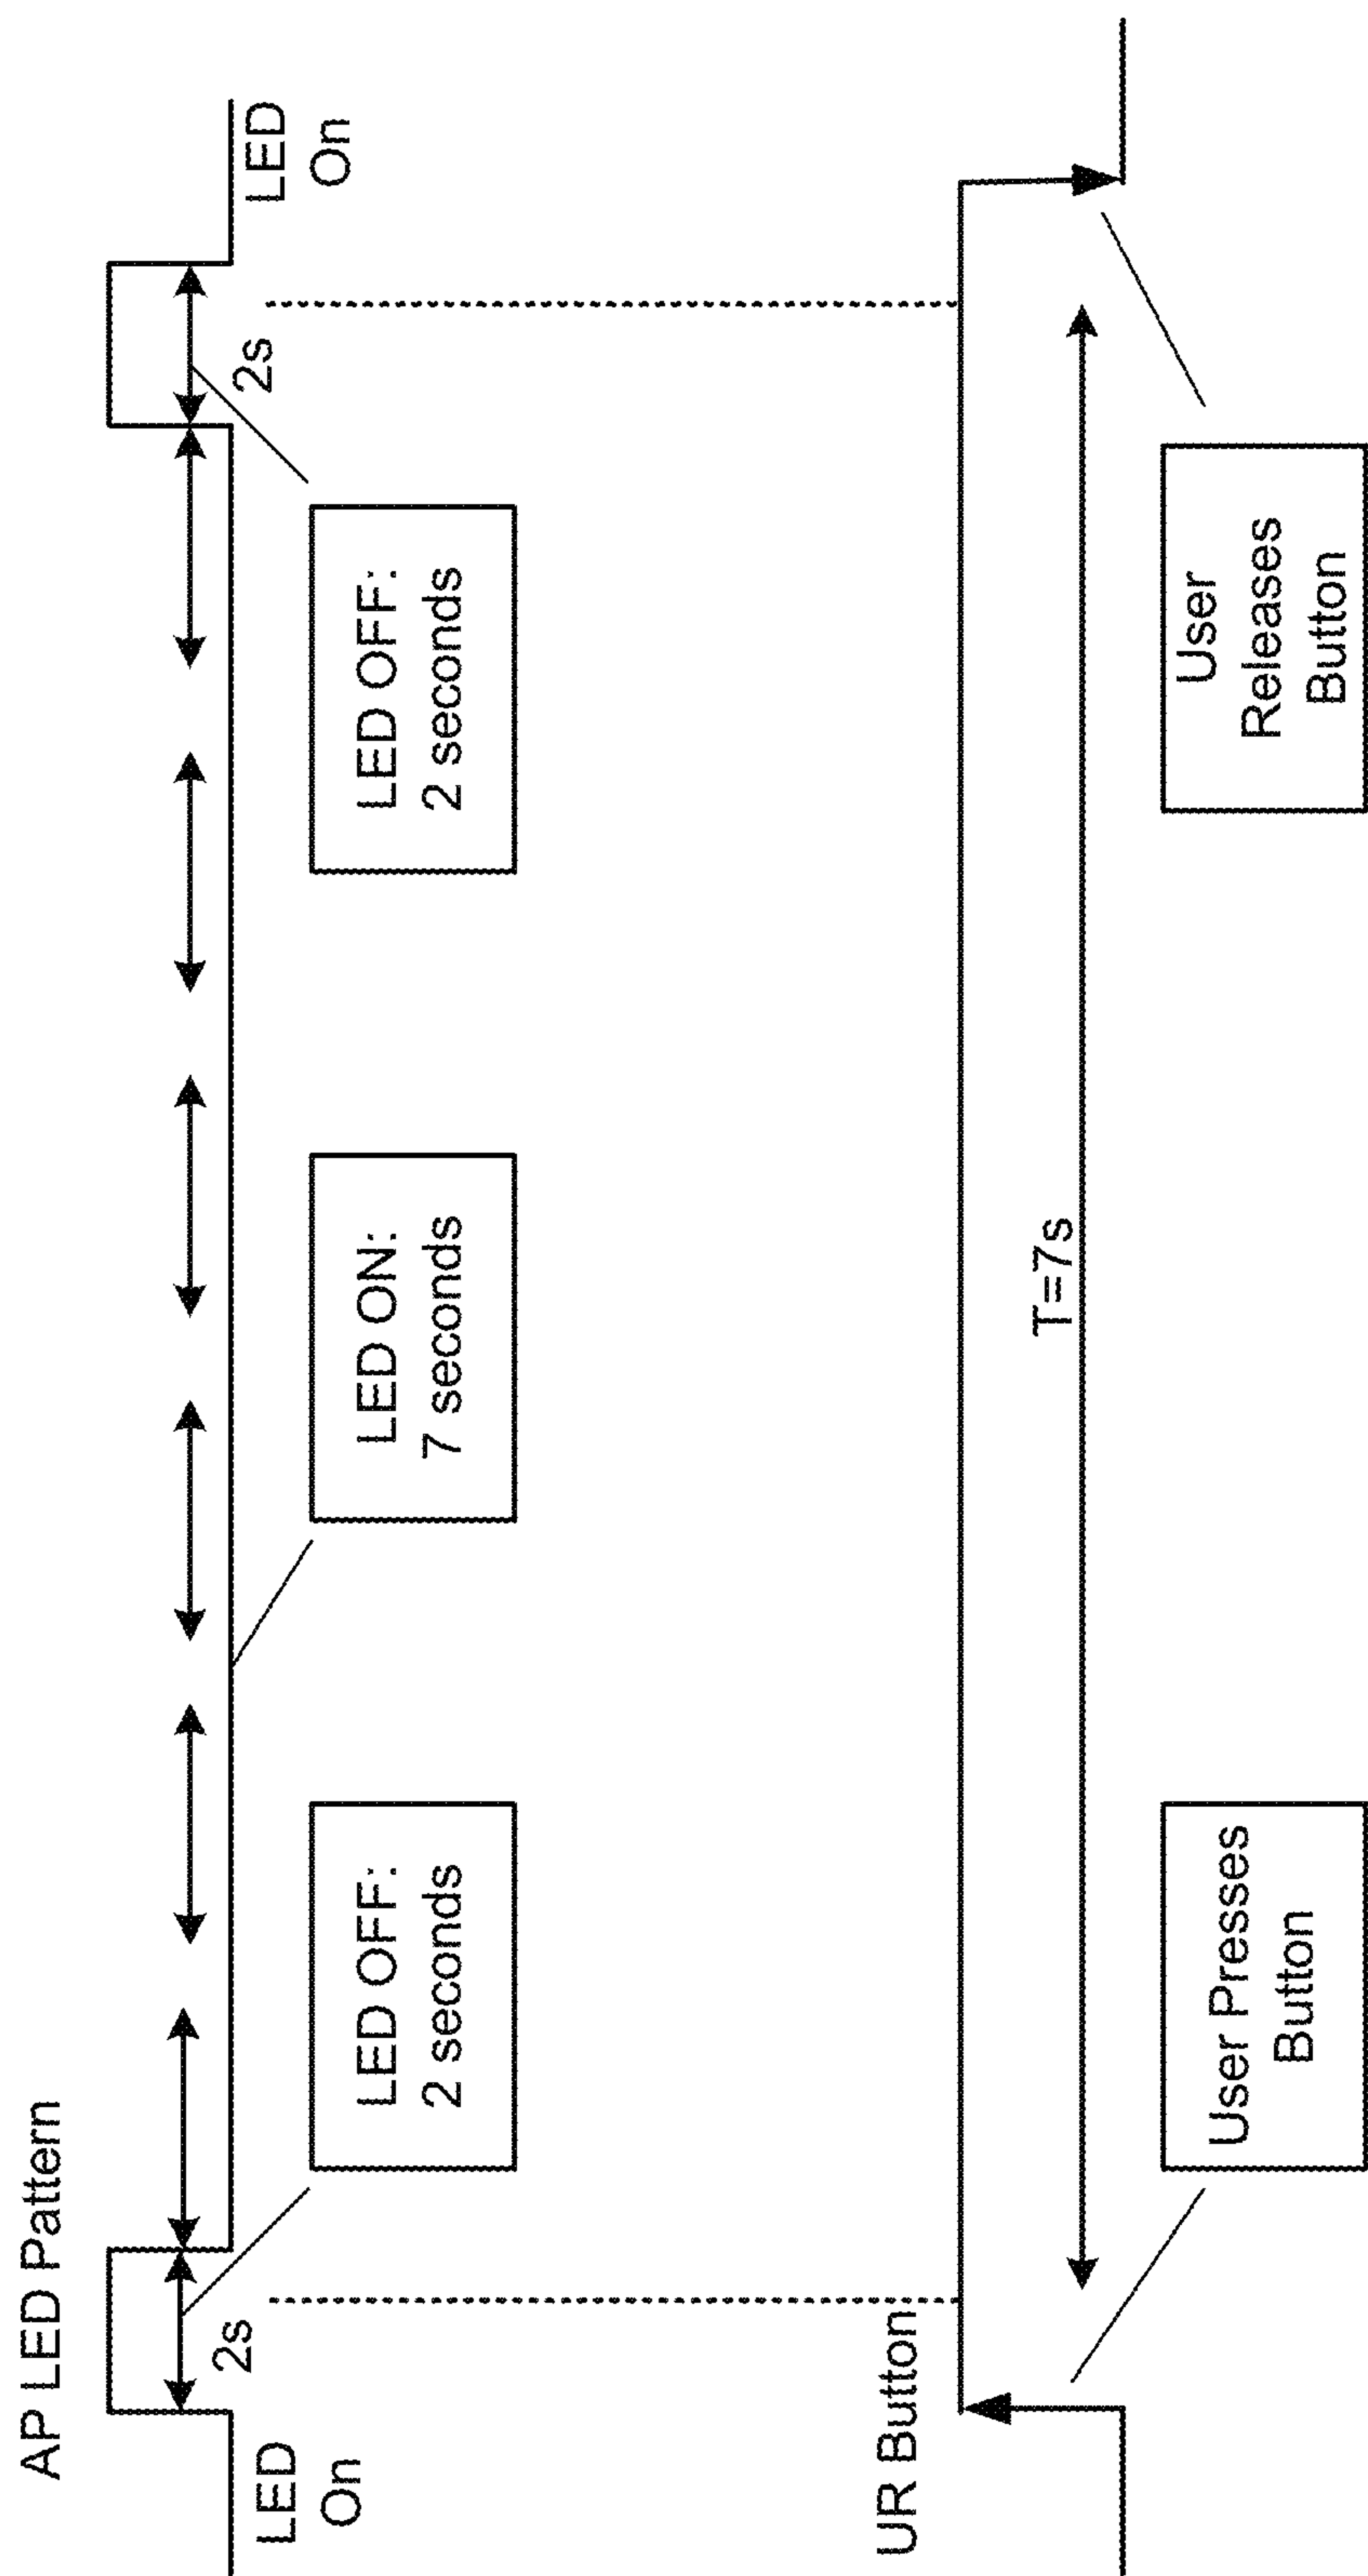 AP LED Pattern
LED
On
2s
2s
LED
On
LED OFF:
2 seconds
LED ON:
7 seconds
LED OFF:
2 seconds
UR Button
T=7s
User Presses
Button
User
Releases
Button